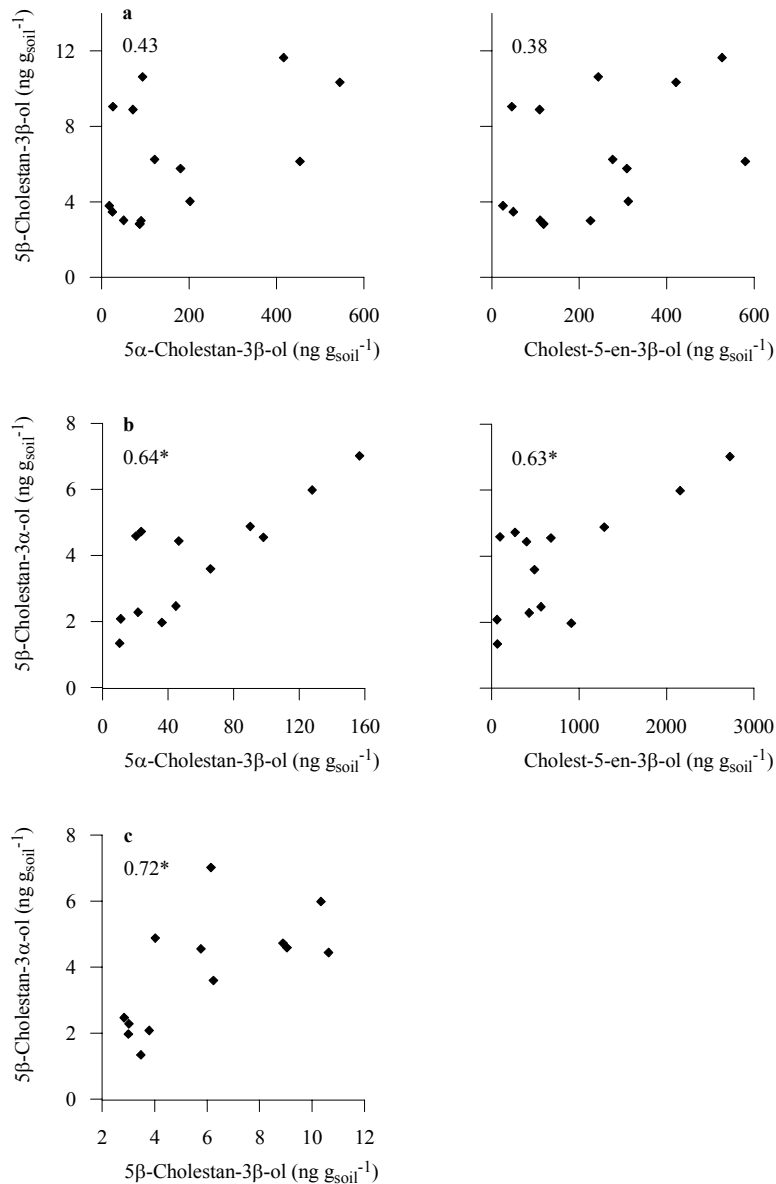 a
0.43
12
8
4
0
5β-Cholestan-3β-ol (ng gsoil-1)
0 200 400 600
5α-Cholestan-3β-ol (ng gsoil-1)
0.38
0 200 400 600
Cholest-5-en-3β-ol (ng gsoil-1)
b
0.64*
8
6
4
2
0
5β-Cholestan-3α-ol (ng gsoil-1)
0 40 80 120 160
5α-Cholestan-3β-ol (ng gsoil-1)
0.63*
0 1000 2000 3000
Cholest-5-en-3β-ol (ng gsoil-1)
c
0.72*
8
6
4
2
0
5β-Cholestan-3α-ol (ng gsoil-1)
2 4 6 8 10 12
5β-Cholestan-3β-ol (ng gsoil-1)